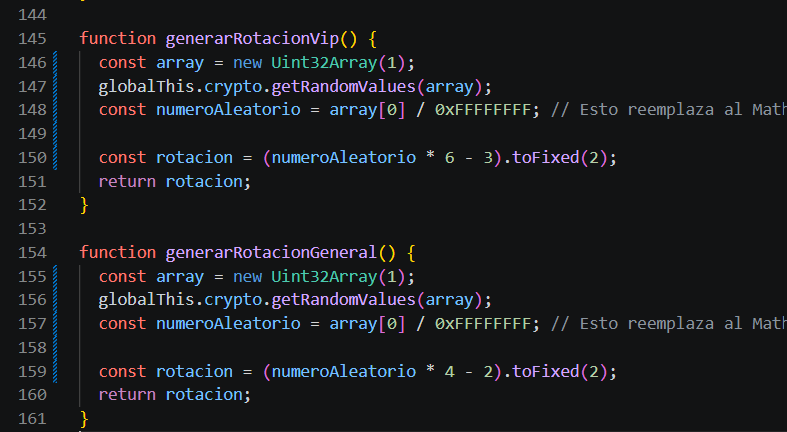 144
145 function generarRotacionVip() {
146 const array = new Uint32Array(1);
147 globalThis.crypto.getRandomValues(array);
148 const numeroAleatorio = array[0] / 0xFFFFFFFF; // Esto reemplaza al Math
149
150 const rotacion = (numeroAleatorio * 6 - 3).toFixed(2);
151 return rotacion;
152 }
153
154 function generarRotacionGeneral() {
155 const array = new Uint32Array(1);
156 globalThis.crypto.getRandomValues(array);
157 const numeroAleatorio = array[0] / 0xFFFFFFFF; // Esto reemplaza al Math
158
159 const rotacion = (numeroAleatorio * 4 - 2).toFixed(2);
160 return rotacion;
161 }